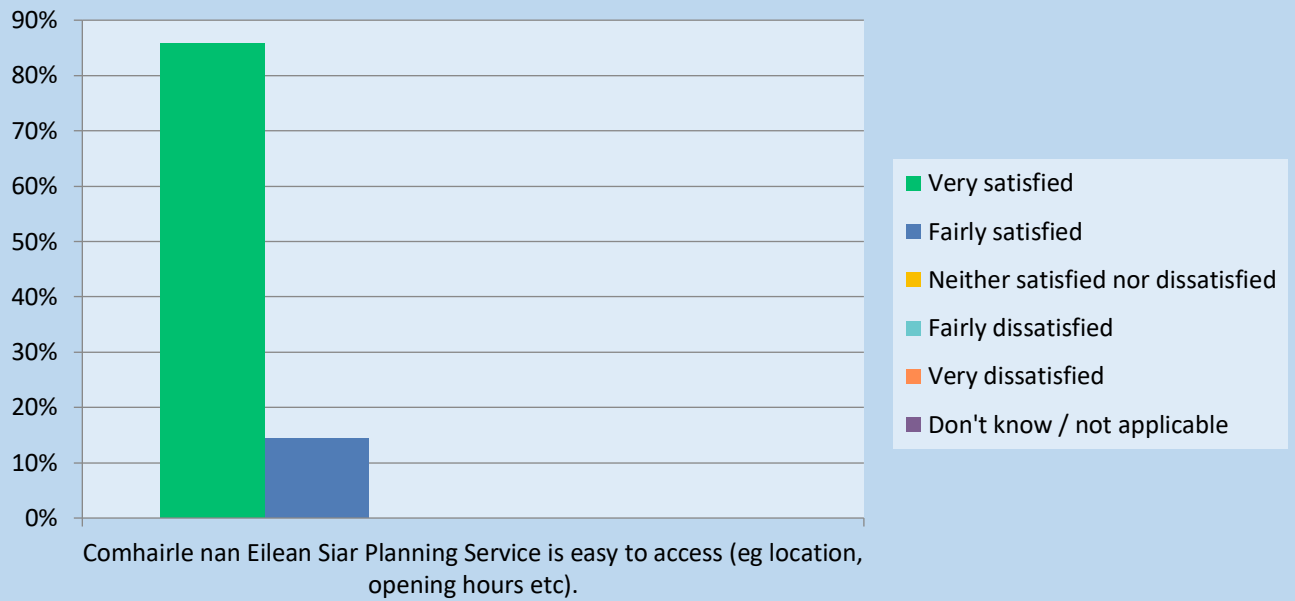 90%
80%
70%
60%
50%
40%
30%
20%
10%
0%
Comhairle nan Eilean Siar Planning Service is easy to access (eg location,
opening hours etc).
Very satisfied
Fairly satisfied
Neither satisfied nor dissatisfied
Fairly dissatisfied
Very dissatisfied
Don't know / not applicable